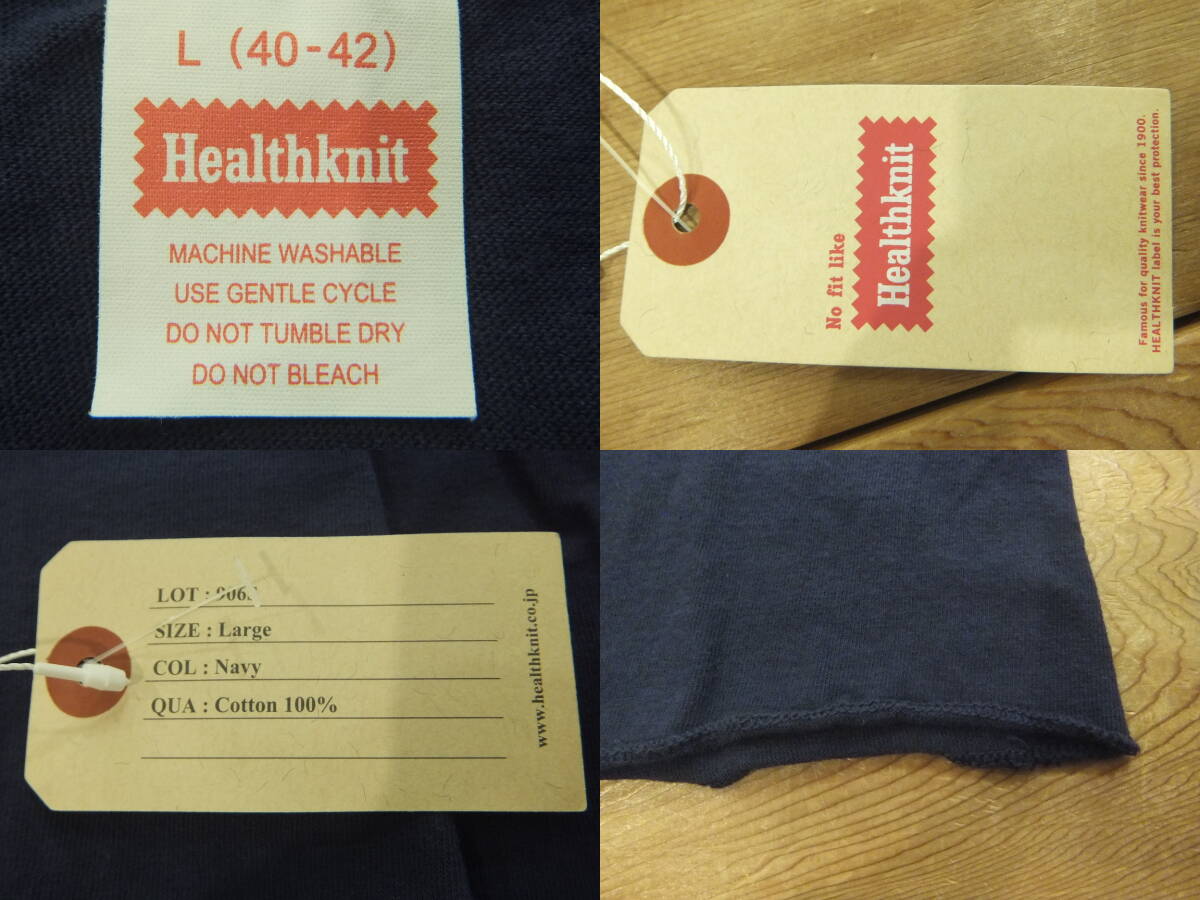 L (40-42)
Healthknit
MACHINE WASHABLE
USE GENTLE CYCLE
DO NOT TUMBLE DRY
DO NOT BLEACH
No fit like
Healthknit
Famous for quality knitwear since 1900.
HEALTHKNIT label is your best protection.
LOT :
SIZE : Large
COL : Navy
QUA : Cotton 100%
www.healthknit.co.jp